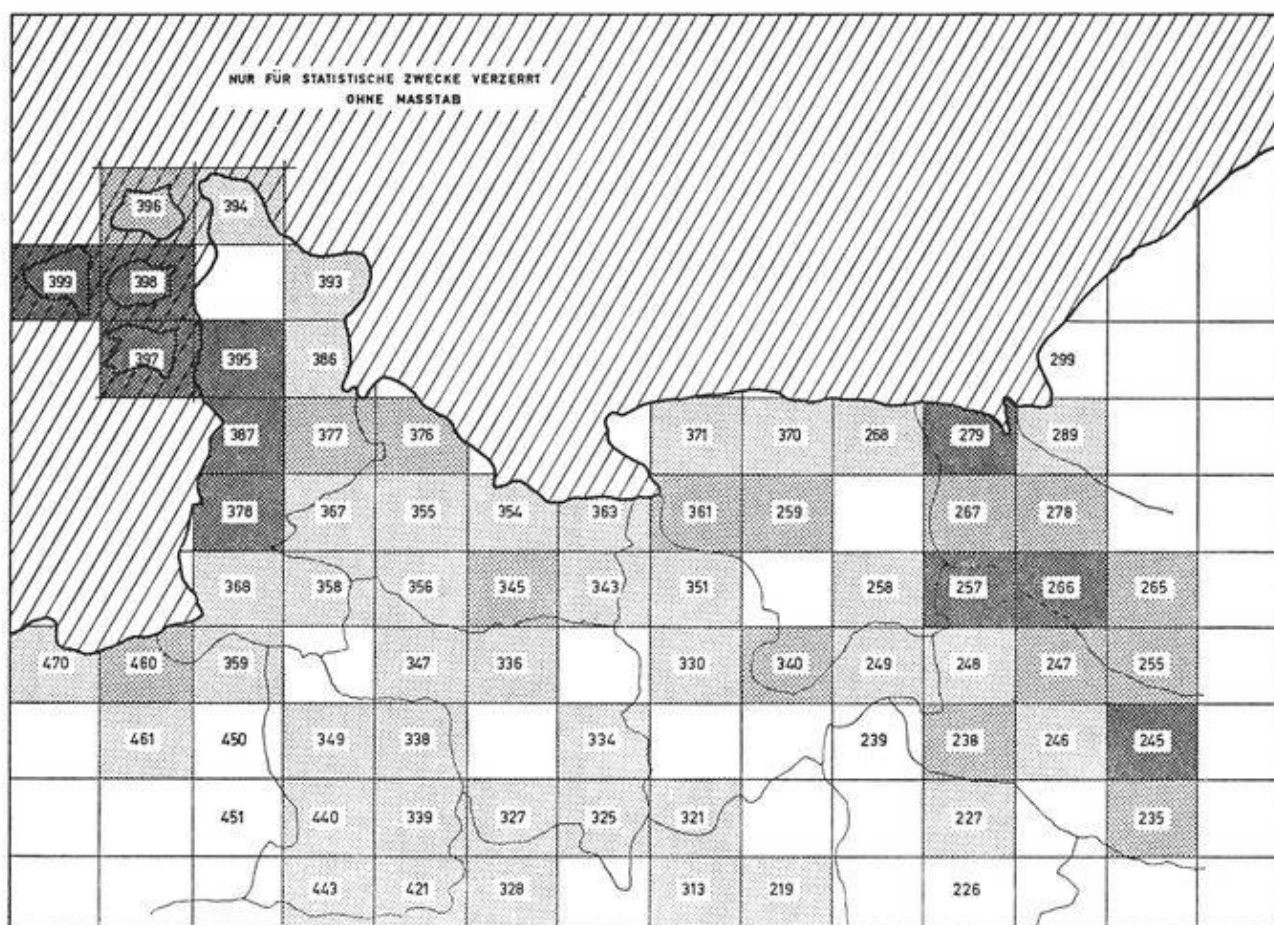 NUR FÜR STATISTISCHE ZWECKE VERZERRT
OHNE MASSTAB
396 394
399 398 393
397 395 386 299
387 377 376 371 370 268 279 289
378 367 355 354 363 361 259 267 278
368 358 356 345 343 351 258 257 266 265
470 460 359 347 336 330 340 249 248 247 255
461 450 349 338 334 239 238 246 245
451 440 339 327 325 321 227 235
443 421 328 313 219 226